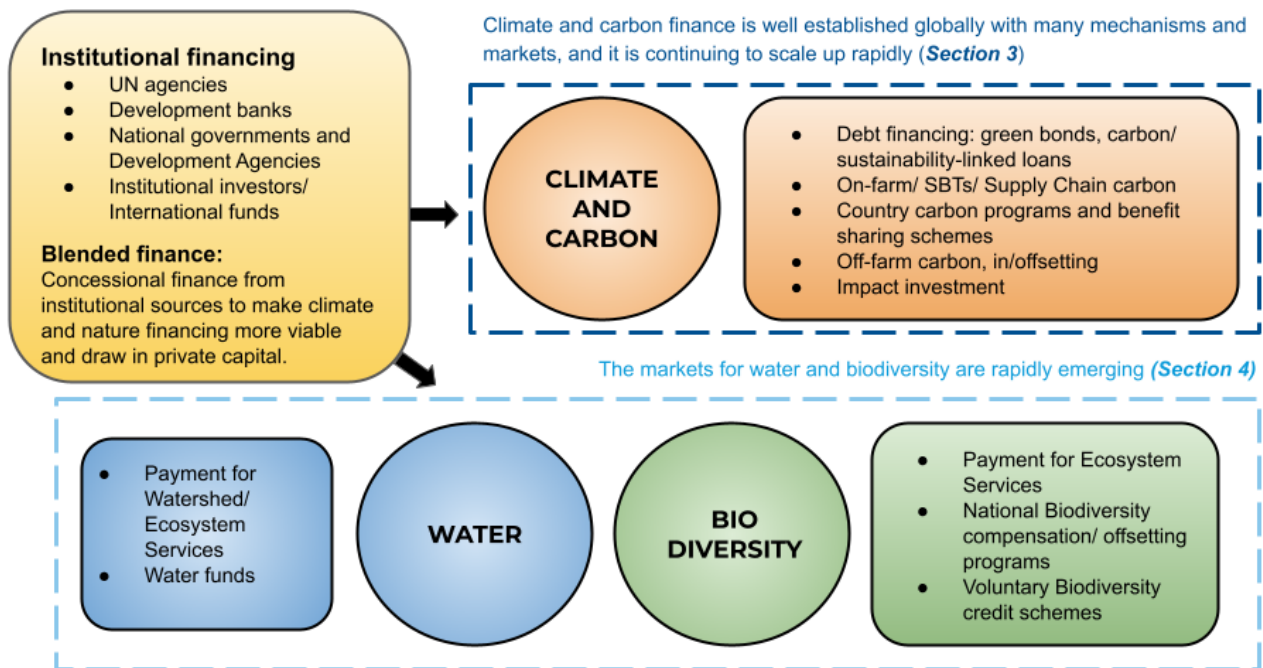 Institutional financing
● UN agencies
● Development banks
● National governments and
Development Agencies
● Institutional investors/
International funds
Blended finance:
Concessional finance from
institutional sources to make climate
and nature financing more viable
and draw in private capital.
Climate and carbon finance is well established globally with many mechanisms and
markets, and it is continuing to scale up rapidly (Section 3)
CLIMATE
AND
CARBON
● Debt financing: green bonds, carbon/
sustainability-linked loans
● On-farm/ SBTs/ Supply Chain carbon
● Country carbon programs and benefit
sharing schemes
● Off-farm carbon, in/offsetting
● Impact investment
The markets for water and biodiversity are rapidly emerging (Section 4)
● Payment for
Watershed/
Ecosystem
Services
● Water funds
WATER
BIO
DIVERSITY
● Payment for Ecosystem
Services
● National Biodiversity
compensation/ offsetting
programs
● Voluntary Biodiversity
credit schemes